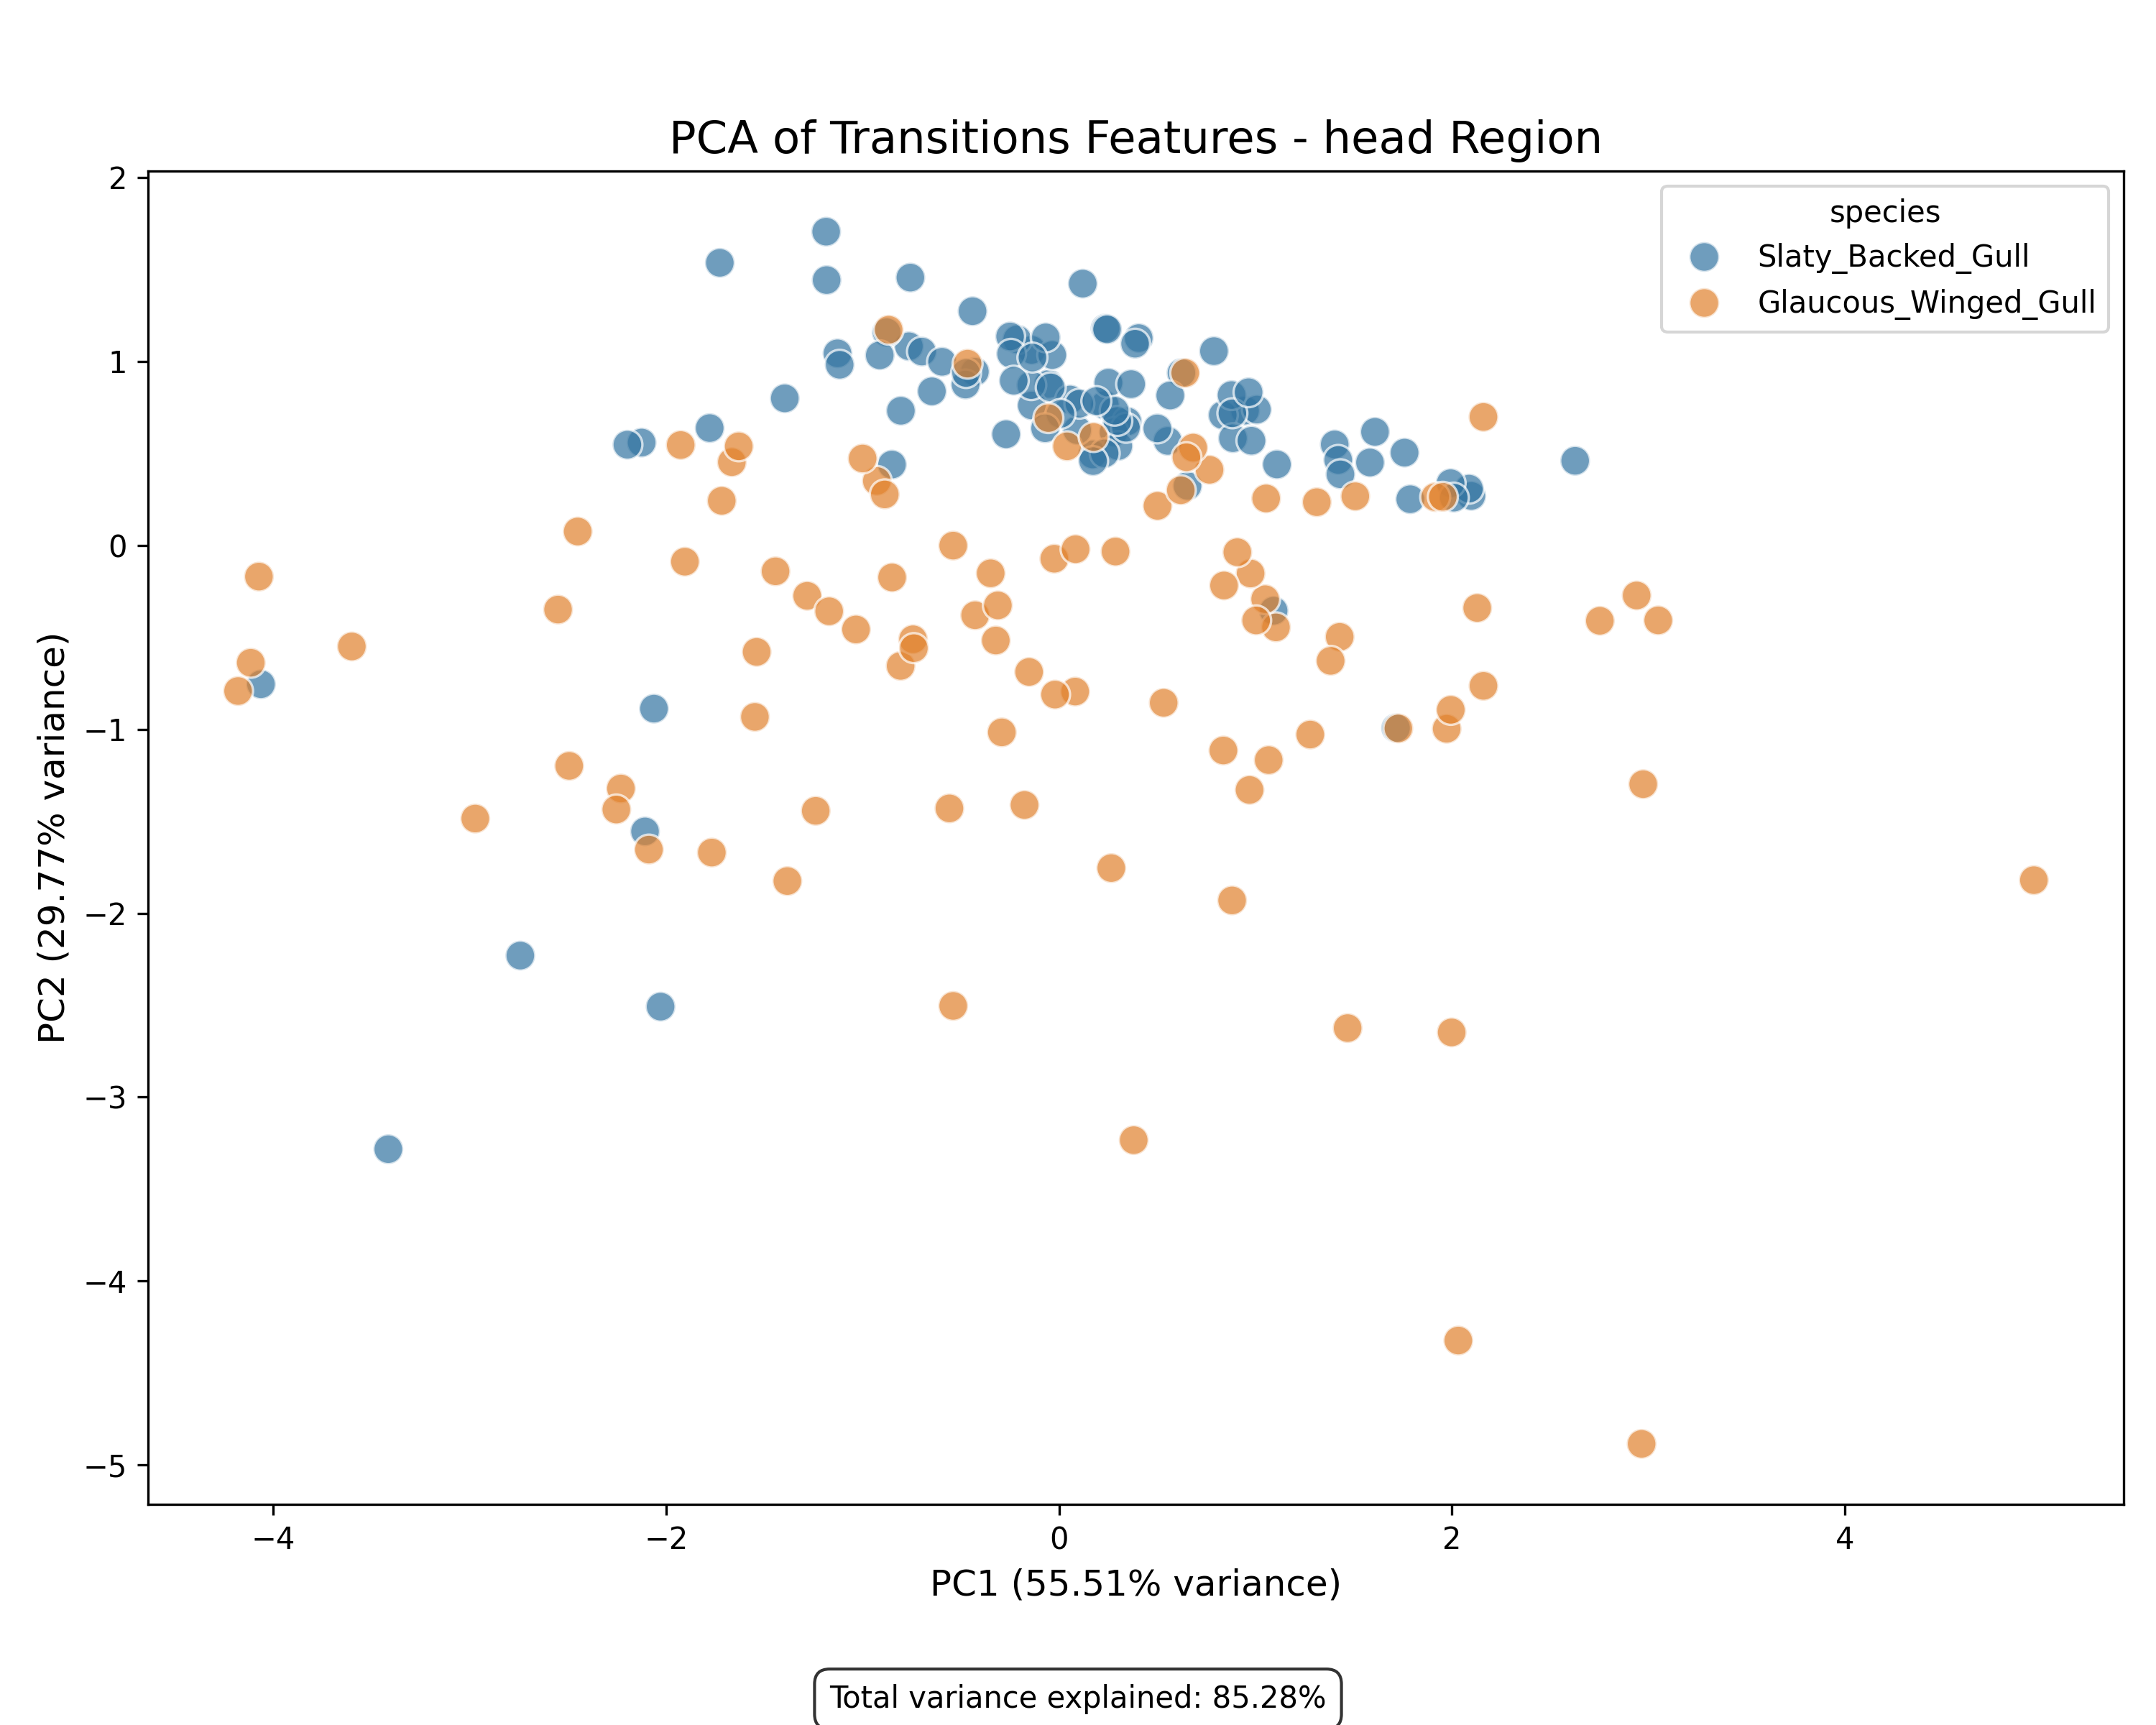 PCA of Transitions Features - head Region
species
Slaty_Backed_Gull
Glaucous_Winged_Gull
PC2 (29.77% variance)
2
1
0
−1
−2
−3
−4
−5
−4
−2
0
2
4
PC1 (55.51% variance)
Total variance explained: 85.28%